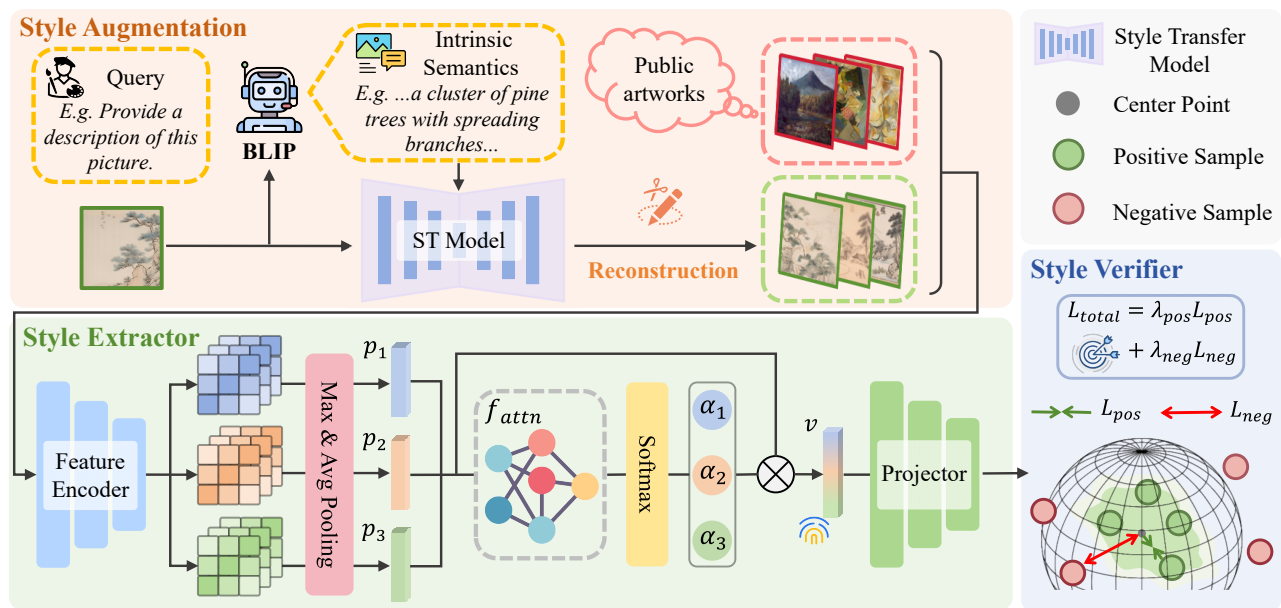 Style Augmentation
Query
E.g. Provide a
description of this
picture.
BLIP
Intrinsic
Semantics
E.g. ...a cluster of pine
trees with spreading
branches...
Public
artworks
ST Model
Reconstruction
Style Transfer
Model
Center Point
Positive Sample
Negative Sample
Style Extractor
Feature
Encoder
Max & Avg Pooling
p₁
p₂
p₃
f_attn
Softmax
α₁
α₂
α₃
v
Projector
Style Verifier
L_total = λ_pos L_pos
+ λ_neg L_neg
L_pos
L_neg